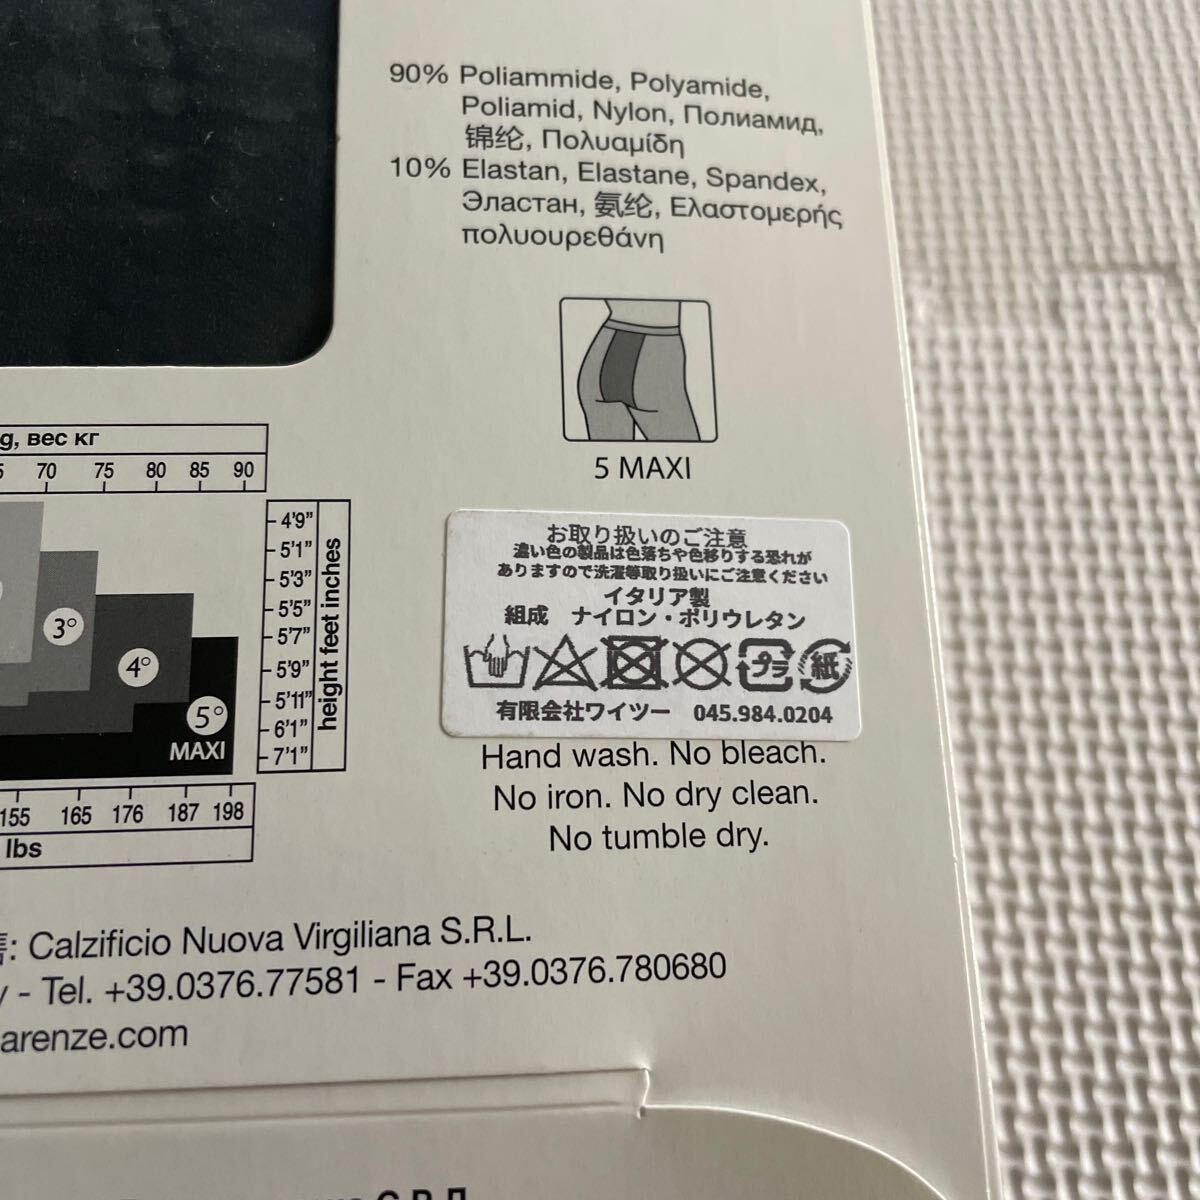 90% Poliammide, Polyamide,
Poliamid, Nylon, Полиамид,
锦纶, Πολυαμίδη
10% Elastan, Elastane, Spandex,
Эластан, 氨纶, Ελαστομερής
πολυουρεθάνη
5 MAXI
g, вес кг
70 75 80 85 90
4'9"
5'1"
5'3"
5'5"
5'7"
5'9"
5'11"
6'1"
7'1"
height feet inches
3°
4°
5°
MAXI
155 165 176 187 198
lbs
お取り扱いのご注意
濃い色の製品は色落ちや色移りする恐れが
ありますので洗濯等取り扱いにご注意ください
イタリア製
組成 ナイロン・ポリウレタン
プラ 紙
有限会社ワイツー 045.984.0204
Hand wash. No bleach.
No iron. No dry clean.
No tumble dry.
: Calzificio Nuova Virgiliana S.R.L.
y - Tel. +39.0376.77581 - Fax +39.0376.780680
arenze.com